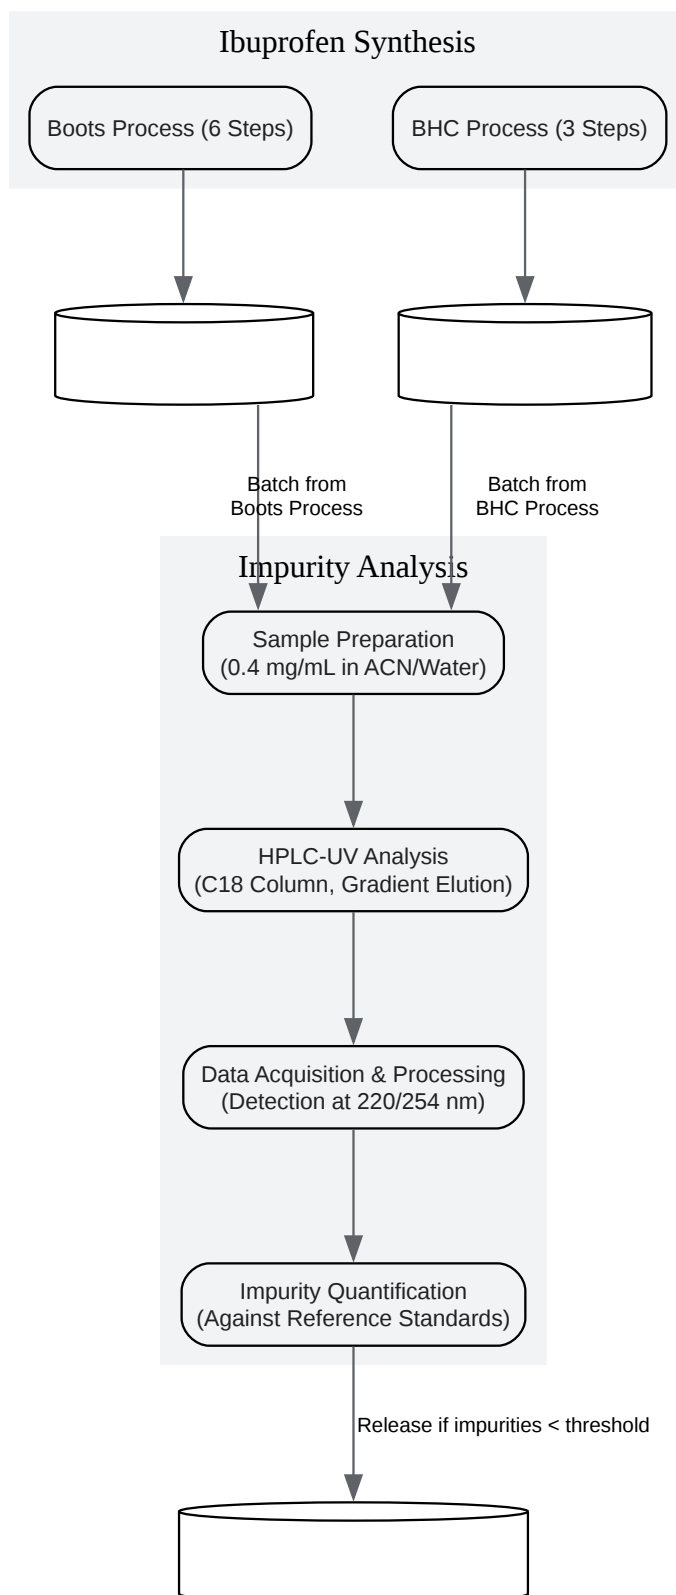 Ibuprofen Synthesis
Boots Process (6 Steps)
BHC Process (3 Steps)
Batch from
Boots Process
Batch from
BHC Process
Impurity Analysis
Sample Preparation
(0.4 mg/mL in ACN/Water)
HPLC-UV Analysis
(C18 Column, Gradient Elution)
Data Acquisition & Processing
(Detection at 220/254 nm)
Impurity Quantification
(Against Reference Standards)
Release if impurities < threshold